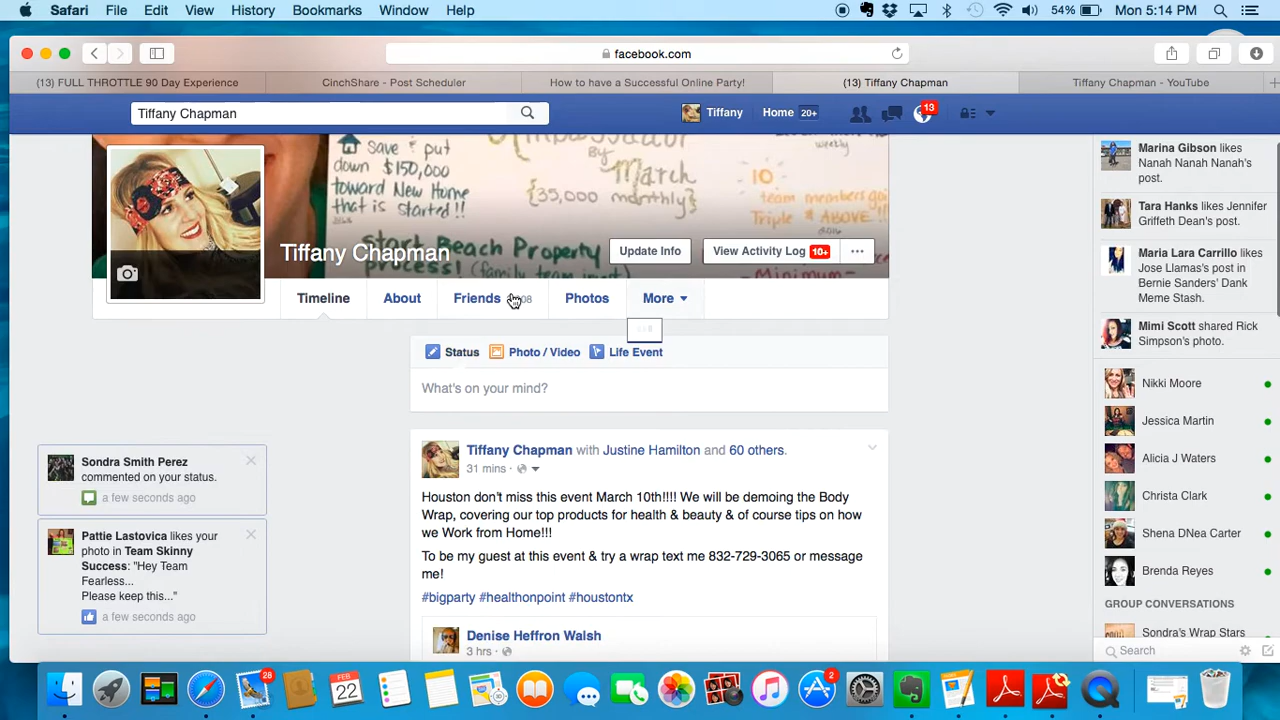 Safari File Edit View History Bookmarks Window Help 54% Mon 5:14 PM
facebook.com
(13) FULL THROTTLE 90 Day Experience CinchShare - Post Scheduler How to have a Successful Online Party! (13) Tiffany Chapman Tiffany Chapman - YouTube
Tiffany Chapman Tiffany Home 20+ 13
Save & put
down $150,000
toward New Home
that is started!!
Ambassador
by
March
{35,000 monthly}
weekly
10
team members going
Triple & ABOVE!!
Stark Beach Property
process! (family team invest)
-Minimum-
Tiffany Chapman Update Info View Activity Log 10+ ...
Timeline About Friends Photos More
Status Photo / Video Life Event
What's on your mind?
Tiffany Chapman with Justine Hamilton and 60 others.
31 mins
Houston don't miss this event March 10th!!!! We will be demoing the Body
Wrap, covering our top products for health & beauty & of course tips on how
we Work from Home!!!
To be my guest at this event & try a wrap text me 832-729-3065 or message
me!
#bigparty #healthonpoint #houstontx
Denise Heffron Walsh
3 hrs
Sondra Smith Perez
commented on your status.
a few seconds ago
Pattie Lastovica likes your
photo in Team Skinny
Success: "Hey Team
Fearless...
Please keep this..."
a few seconds ago
Marina Gibson likes
Nanah Nanah Nanah's
post.
Tara Hanks likes Jennifer
Griffeth Dean's post.
Maria Lara Carrillo likes
Jose Llamas's post in
Bernie Sanders' Dank
Meme Stash.
Mimi Scott shared Rick
Simpson's photo.
Nikki Moore
Jessica Martin
Alicia J Waters
Christa Clark
Shena DNea Carter
Brenda Reyes
GROUP CONVERSATIONS
Sondra's Wrap Stars
Search
28
FEB
22
2